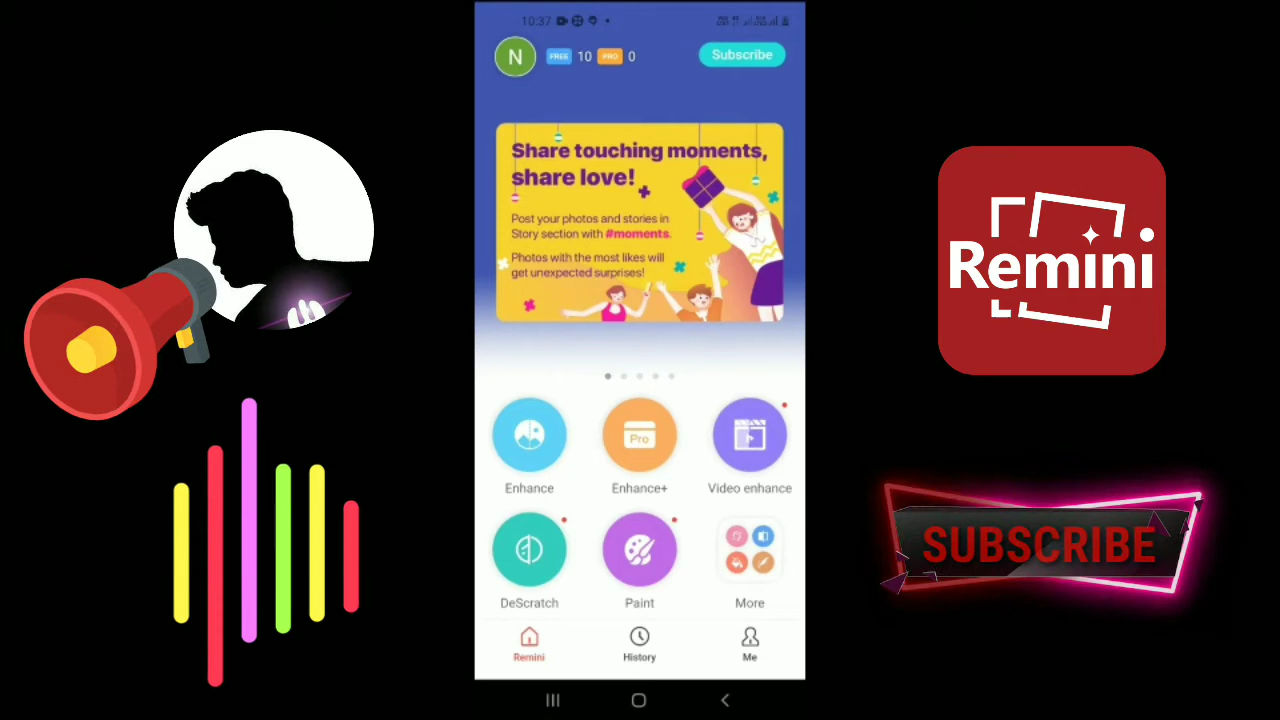 10:37
N FREE 10 PRO 0 Subscribe
Share touching moments,
share love!
Post your photos and stories in
Story section with #moments.
Photos with the most likes will
get unexpected surprises!
Pro
Enhance Enhance+ Video enhance
DeScratch Paint More
Remini History Me
Remini
SUBSCRIBE